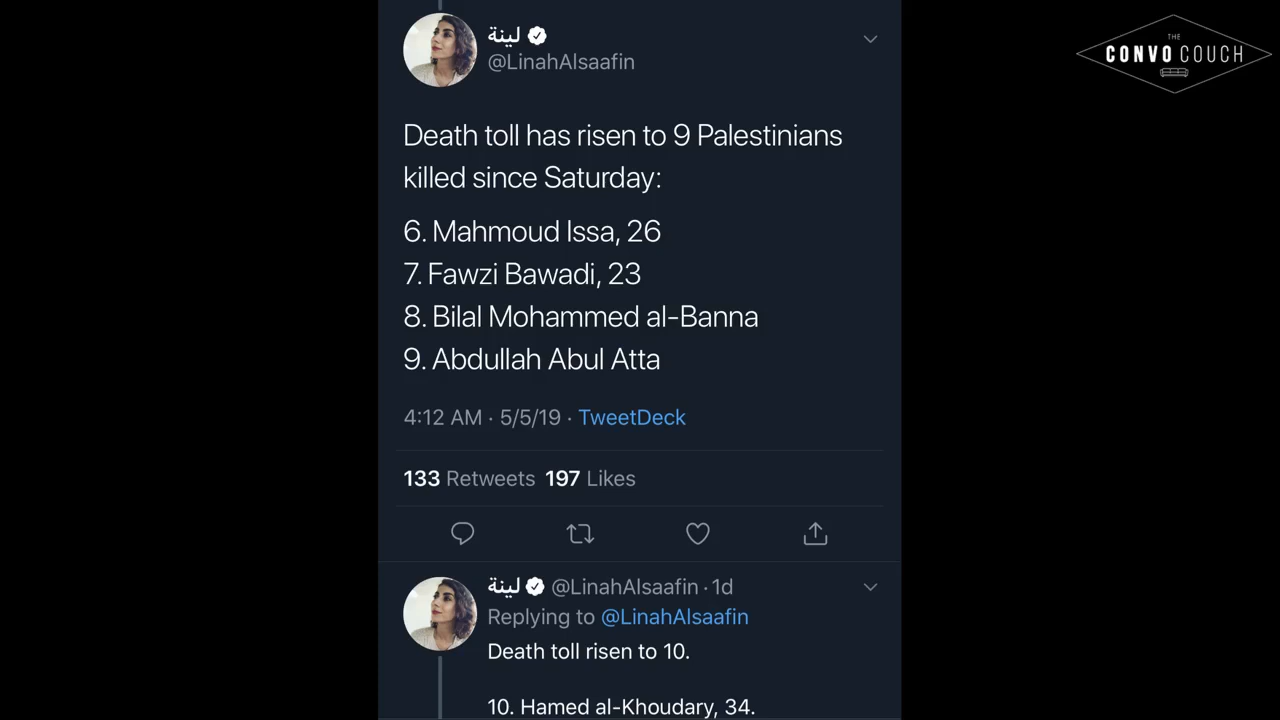 THE
CONVO COUCH
لينة
@LinahAlsaafin
Death toll has risen to 9 Palestinians
killed since Saturday:
6. Mahmoud Issa, 26
7. Fawzi Bawadi, 23
8. Bilal Mohammed al-Banna
9. Abdullah Abul Atta
4:12 AM · 5/5/19 · TweetDeck
133 Retweets 197 Likes
لينة @LinahAlsaafin · 1d
Replying to @LinahAlsaafin
Death toll risen to 10.
10. Hamed al-Khoudary, 34.